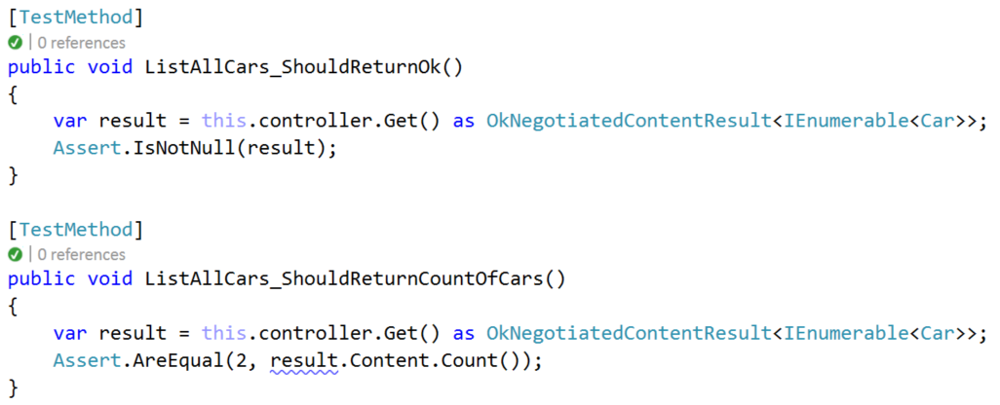 [TestMethod]
| 0 references
public void ListAllCars_ShouldReturnOk()
{
    var result = this.controller.Get() as OkNegotiatedContentResult<IEnumerable<Car>>;
    Assert.IsNotNull(result);
}
[TestMethod]
| 0 references
public void ListAllCars_ShouldReturnCountOfCars()
{
    var result = this.controller.Get() as OkNegotiatedContentResult<IEnumerable<Car>>;
    Assert.AreEqual(2, result.Content.Count());
}